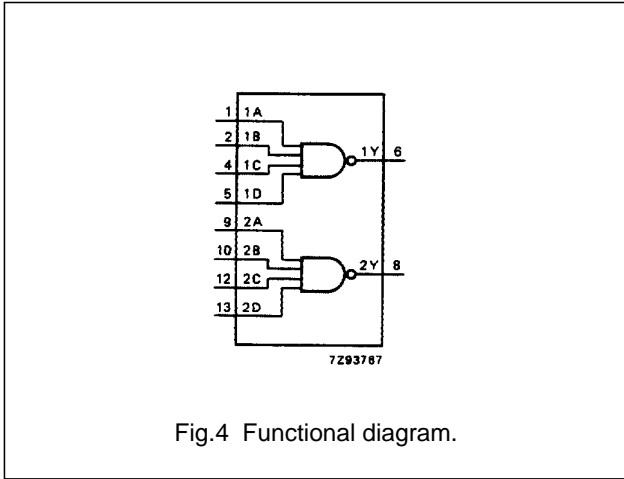 1 1A
2 1B
1Y 6
4 1C
5 1D
9 2A
10 2B
2Y 8
12 2C
13 2D
7Z93767
Fig.4 Functional diagram.